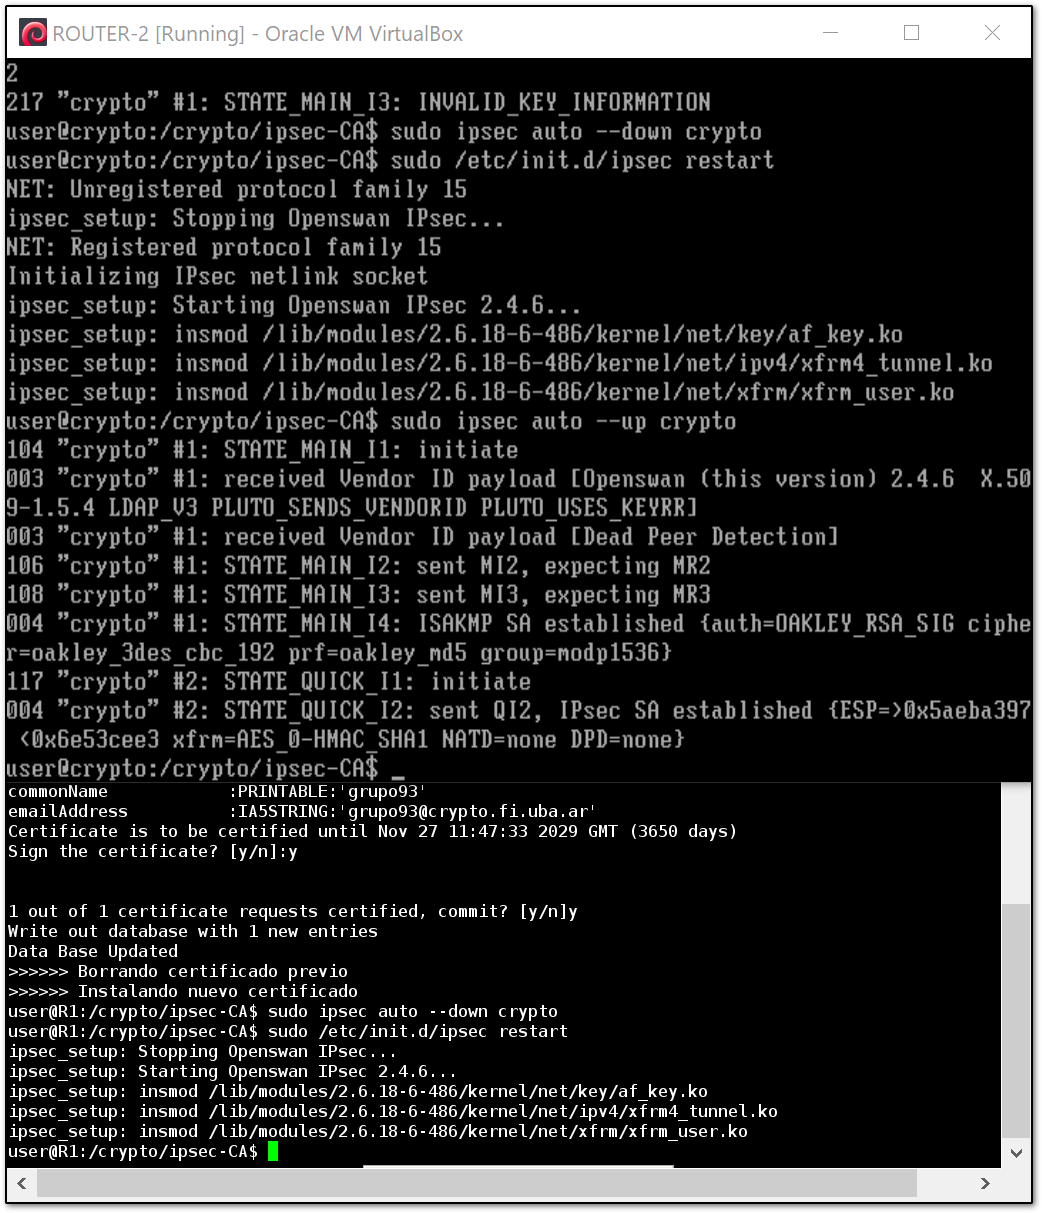 ROUTER-2 [Running] - Oracle VM VirtualBox
2
217 "crypto" #1: STATE_MAIN_I3: INVALID_KEY_INFORMATION
user@crypto:/crypto/ipsec-CA$ sudo ipsec auto --down crypto
user@crypto:/crypto/ipsec-CA$ sudo /etc/init.d/ipsec restart
NET: Unregistered protocol family 15
ipsec_setup: Stopping Openswan IPsec...
NET: Registered protocol family 15
Initializing IPsec netlink socket
ipsec_setup: Starting Openswan IPsec 2.4.6...
ipsec_setup: insmod /lib/modules/2.6.18-6-486/kernel/net/key/af_key.ko
ipsec_setup: insmod /lib/modules/2.6.18-6-486/kernel/net/ipv4/xfrm4_tunnel.ko
ipsec_setup: insmod /lib/modules/2.6.18-6-486/kernel/net/xfrm/xfrm_user.ko
user@crypto:/crypto/ipsec-CA$ sudo ipsec auto --up crypto
104 "crypto" #1: STATE_MAIN_I1: initiate
003 "crypto" #1: received Vendor ID payload [Openswan (this version) 2.4.6  X.50
9-1.5.4 LDAP_V3 PLUTO_SENDS_VENDORID PLUTO_USES_KEYRR]
003 "crypto" #1: received Vendor ID payload [Dead Peer Detection]
106 "crypto" #1: STATE_MAIN_I2: sent MI2, expecting MR2
108 "crypto" #1: STATE_MAIN_I3: sent MI3, expecting MR3
004 "crypto" #1: STATE_MAIN_I4: ISAKMP SA established {auth=OAKLEY_RSA_SIG ciphe
r=oakley_3des_cbc_192 prf=oakley_md5 group=modp1536}
117 "crypto" #2: STATE_QUICK_I1: initiate
004 "crypto" #2: STATE_QUICK_I2: sent QI2, IPsec SA established {ESP=>0x5aeba397
 <0x6e53cee3 xfrm=AES_0-HMAC_SHA1 NATD=none DPD=none}
user@crypto:/crypto/ipsec-CA$ _
commonName            :PRINTABLE:'grupo93'
emailAddress          :IA5STRING:'grupo93@crypto.fi.uba.ar'
Certificate is to be certified until Nov 27 11:47:33 2029 GMT (3650 days)
Sign the certificate? [y/n]:y
1 out of 1 certificate requests certified, commit? [y/n]y
Write out database with 1 new entries
Data Base Updated
>>>>>> Borrando certificado previo
>>>>>> Instalando nuevo certificado
user@R1:/crypto/ipsec-CA$ sudo ipsec auto --down crypto
user@R1:/crypto/ipsec-CA$ sudo /etc/init.d/ipsec restart
ipsec_setup: Stopping Openswan IPsec...
ipsec_setup: Starting Openswan IPsec 2.4.6...
ipsec_setup: insmod /lib/modules/2.6.18-6-486/kernel/net/key/af_key.ko
ipsec_setup: insmod /lib/modules/2.6.18-6-486/kernel/net/ipv4/xfrm4_tunnel.ko
ipsec_setup: insmod /lib/modules/2.6.18-6-486/kernel/net/xfrm/xfrm_user.ko
user@R1:/crypto/ipsec-CA$